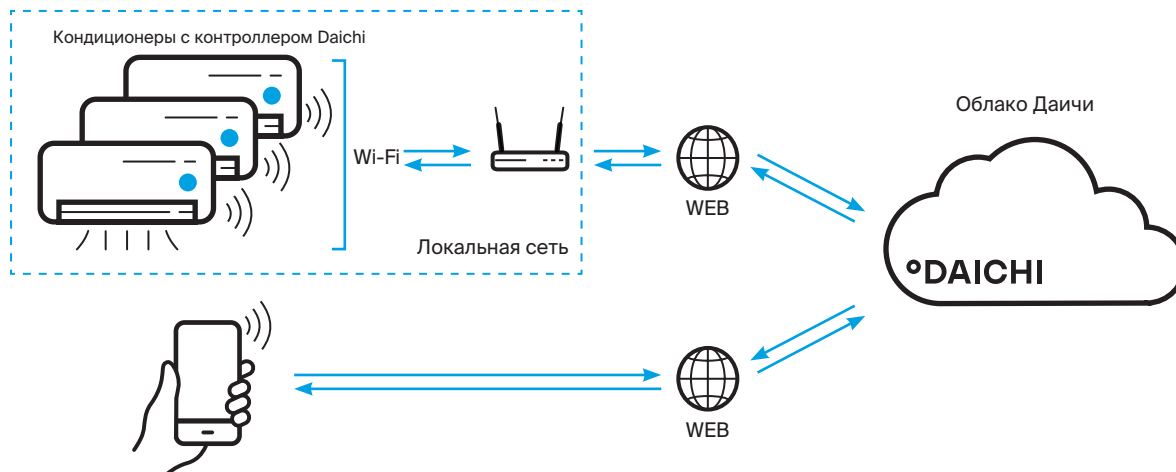 Кондиционеры с контроллером Daichi
Облако Даичи
Wi-Fi
WEB
Локальная сеть
°DAICHI
WEB